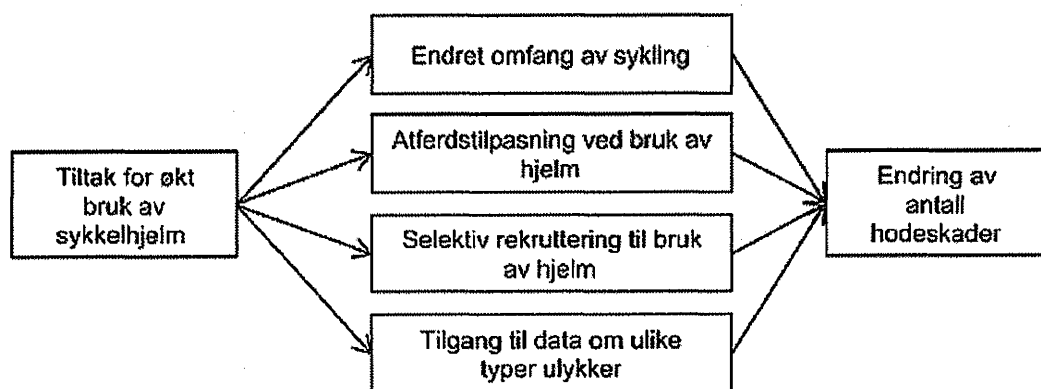 Endret omfang av sykling
Atferdstilpasning ved bruk av
hjelm
Tiltak for økt
bruk av
sykkelhjelm
Endring av
antall
hodeskader
Selektiv rekruttering til bruk
av hjelm
Tilgang til data om ulike
typer ulykker